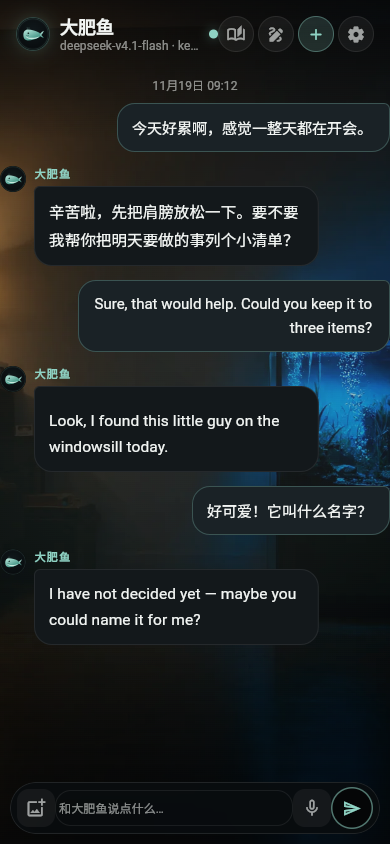 大肥鱼
deepseek-v4.1-flash · ke...
11月19日 09:12
今天好累啊，感觉一整天都在开会。
大肥鱼
辛苦啦，先把肩膀放松一下。要不要
我帮你把明天要做的事列个小清单？
Sure, that would help. Could you keep it to
three items?
大肥鱼
Look, I found this little guy on the
windowsill today.
好可爱！它叫什么名字？
大肥鱼
I have not decided yet — maybe you
could name it for me?
和大肥鱼说点什么...